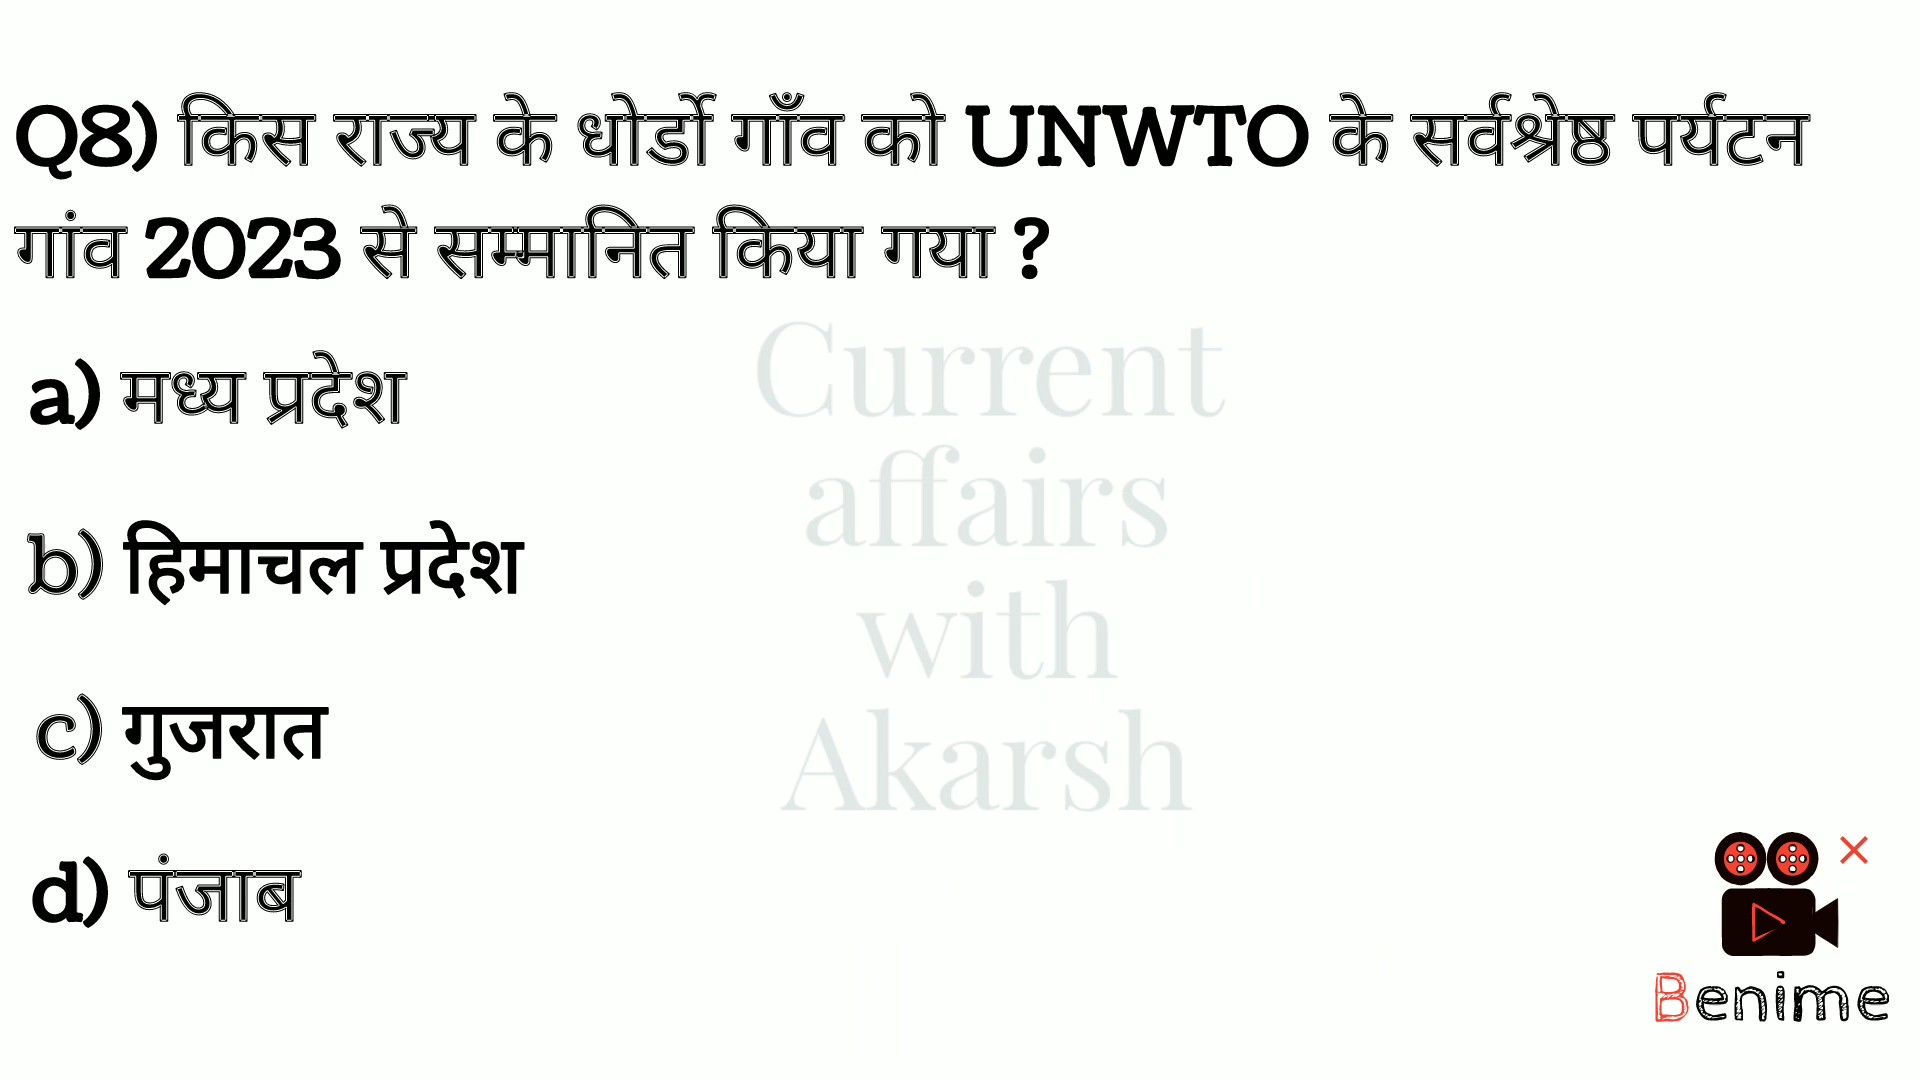 Q8) किस राज्य के धोर्डो गाँव को UNWTO के सर्वश्रेष्ठ पर्यटन
गांव 2023 से सम्मानित किया गया ?
a) मध्य प्रदेश
b) हिमाचल प्रदेश
c) गुजरात
d) पंजाब
Current
affairs
with
Akarsh
Benime